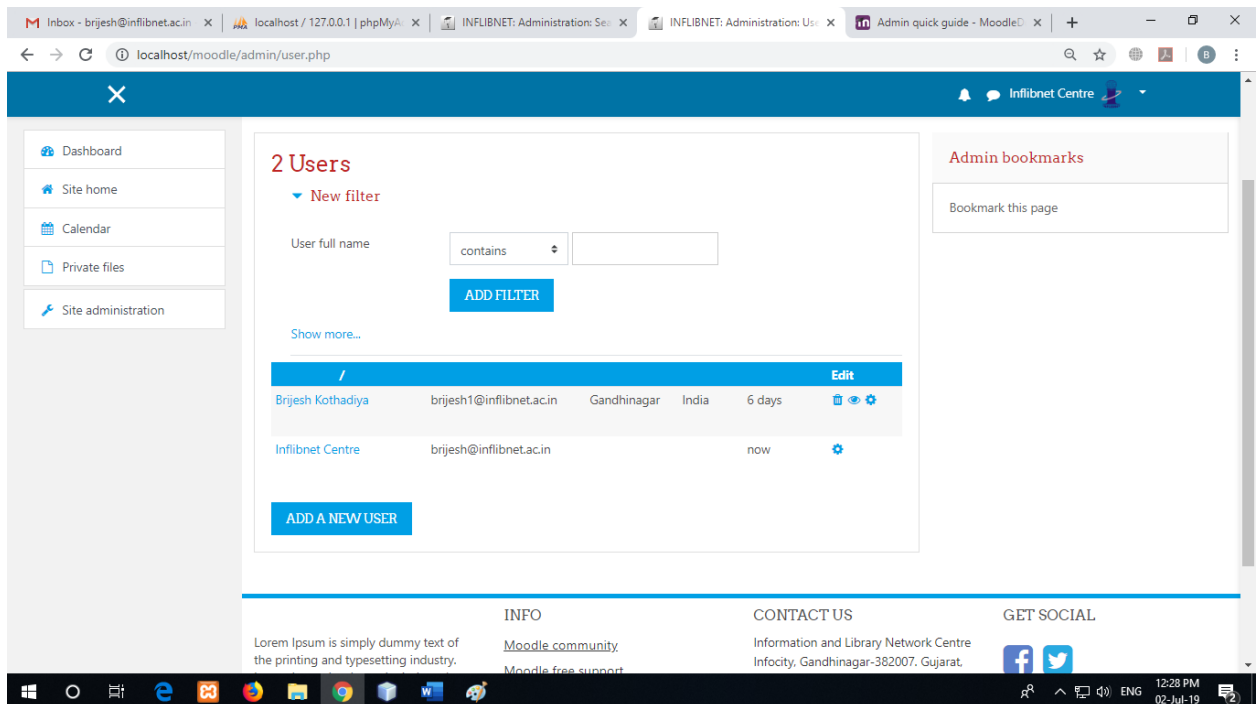 Inbox - brijesh@inflibnet.ac.in
localhost / 127.0.0.1 | phpMyA
INFLIBNET: Administration: Sea
INFLIBNET: Administration: Use
Admin quick guide - MoodleD
localhost/moodle/admin/user.php
B
Inflibnet Centre
Dashboard
Site home
Calendar
Private files
Site administration
2 Users
New filter
User full name
contains
ADD FILTER
Show more...
/ Edit
Brijesh Kothadiya brijesh1@inflibnet.ac.in Gandhinagar India 6 days
Inflibnet Centre brijesh@inflibnet.ac.in now
ADD A NEW USER
Admin bookmarks
Bookmark this page
Lorem Ipsum is simply dummy text of
the printing and typesetting industry.
INFO
Moodle community
Moodle free support
CONTACT US
Information and Library Network Centre
Infocity, Gandhinagar-382007. Gujarat,
GET SOCIAL
ENG
12:28 PM
02-Jul-19
2